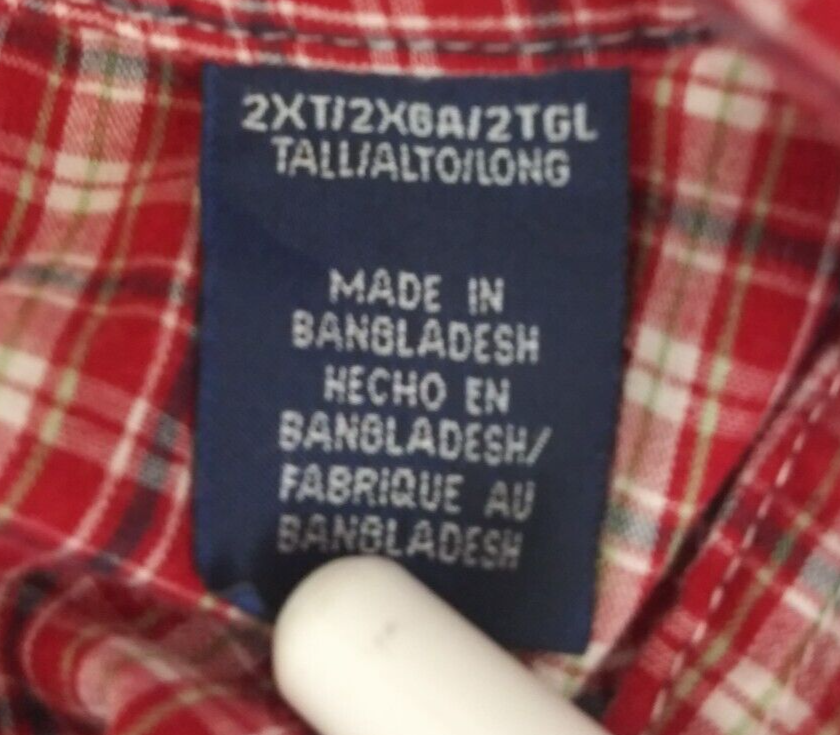 2XT/2XGA/2TGL
TALL/ALTO/LONG
MADE IN
BANGLADESH
HECHO EN
BANGLADESH/
FABRIQUE AU
BANGLADESH